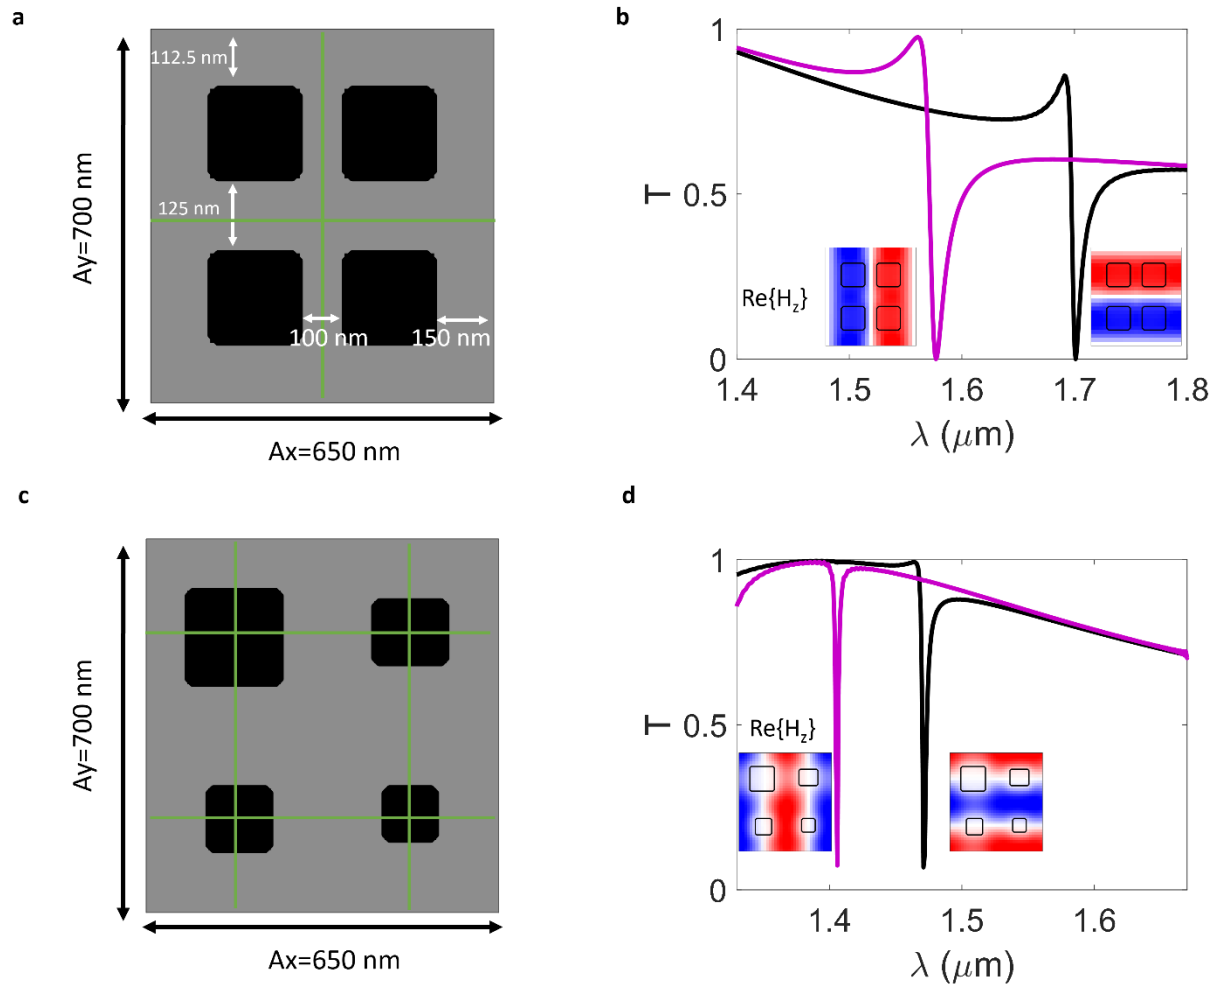 a
112.5 nm
125 nm
100 nm
150 nm
Ay=700 nm
Ax=650 nm
b
1
0.5
0
T
Re{Hz}
1.4
1.5
1.6
1.7
1.8
λ (μm)
c
Ay=700 nm
Ax=650 nm
d
1
0.5
0
T
Re{Hz}
1.4
1.5
1.6
λ (μm)